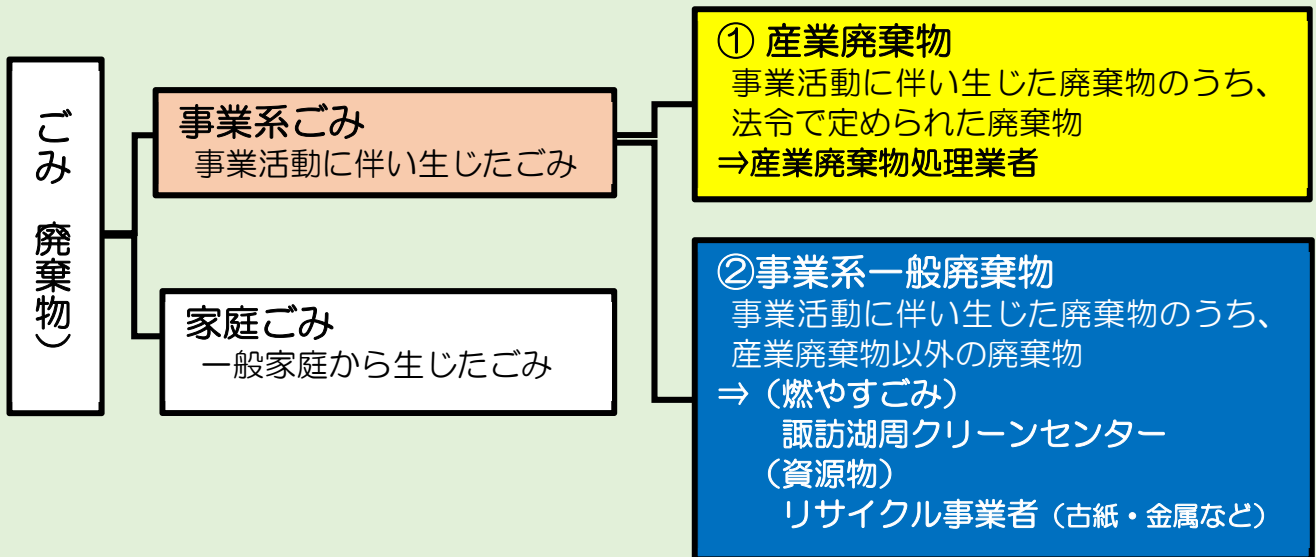 ごみ 廃棄物）
事業系ごみ
事業活動に伴い生じたごみ
家庭ごみ
一般家庭から生じたごみ
① 産業廃棄物
事業活動に伴い生じた廃棄物のうち、
法令で定められた廃棄物
⇒産業廃棄物処理業者
②事業系一般廃棄物
事業活動に伴い生じた廃棄物のうち、
産業廃棄物以外の廃棄物
⇒（燃やすごみ）
諏訪湖周クリーンセンター
（資源物）
リサイクル事業者（古紙・金属など）